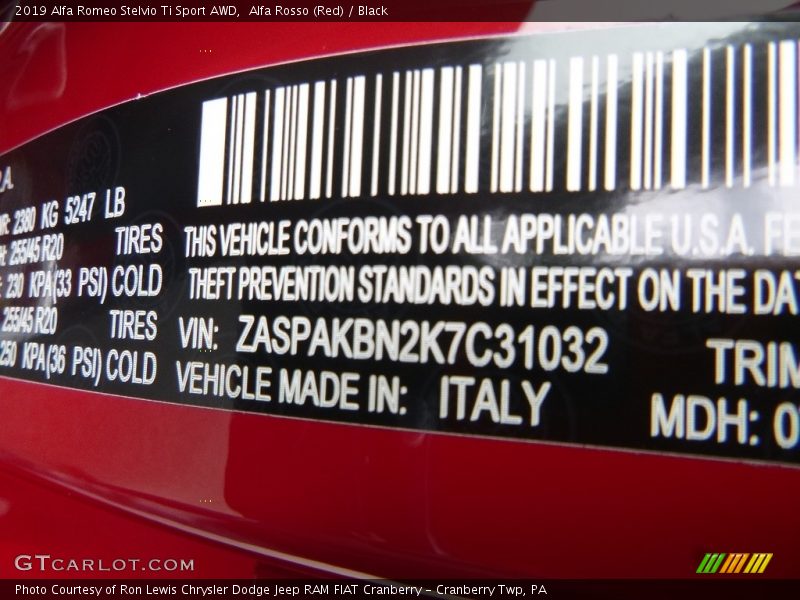 2019 Alfa Romeo Stelvio Ti Sport AWD,  Alfa Rosso (Red) / Black
2380 KG 5247 LB
255/45 R20 TIRES
230 KPA(33 PSI) COLD
255/45 R20 TIRES
250 KPA(36 PSI) COLD
THIS VEHICLE CONFORMS TO ALL APPLICABLE U.S.A.
THEFT PREVENTION STANDARDS IN EFFECT ON THE
VIN: ZASPAKBN2K7C31032
VEHICLE MADE IN: ITALY
TRIM
MDH: 0
GTCARLOT.COM
Photo Courtesy of Ron Lewis Chrysler Dodge Jeep RAM FIAT Cranberry – Cranberry Twp, PA